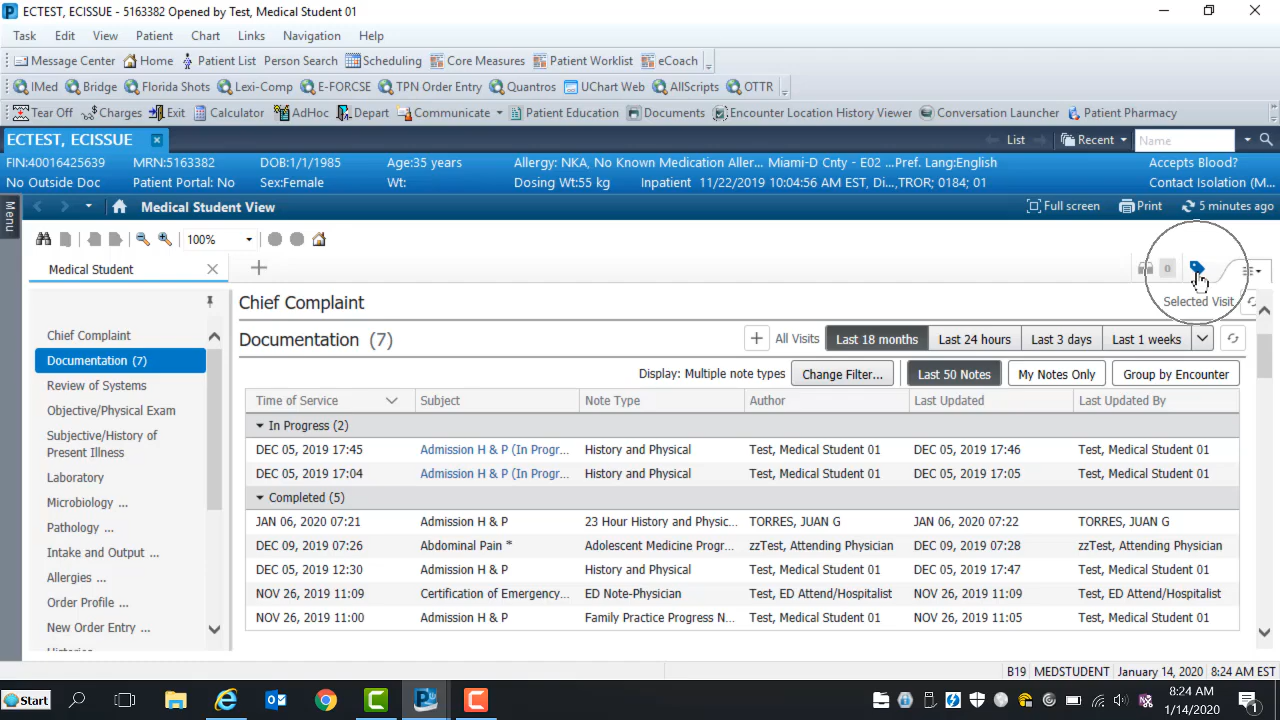 ECTEST, ECISSUE - 5163382 Opened by Test, Medical Student 01
Task Edit View Patient Chart Links Navigation Help
Message Center Home Patient List Person Search Scheduling Core Measures Patient Worklist eCoach
IMed Bridge Florida Shots Lexi-Comp E-FORCSE TPN Order Entry Quantros UChart Web AllScripts OTTR
Tear Off Charges Exit Calculator AdHoc Depart Communicate Patient Education Documents Encounter Location History Viewer Conversation Launcher Patient Pharmacy
ECTEST, ECISSUE List Recent Name
FIN:40016425639 MRN:5163382 DOB:1/1/1985 Age:35 years Allergy: NKA, No Known Medication Aller... Miami-D Cnty - E02 ...Pref. Lang:English Accepts Blood?
No Outside Doc Patient Portal: No Sex:Female Wt: Dosing Wt:55 kg Inpatient 11/22/2019 10:04:56 AM EST, Di...,TROR; 0184; 01 Contact Isolation (M...
Menu
Medical Student View Full screen Print 5 minutes ago
100%
Medical Student 0
Selected Visit
Chief Complaint
Documentation (7) All Visits Last 18 months Last 24 hours Last 3 days Last 1 weeks
Display: Multiple note types Change Filter... Last 50 Notes My Notes Only Group by Encounter
Chief Complaint
Documentation (7)
Review of Systems
Objective/Physical Exam
Subjective/History of
Present Illness
Laboratory
Microbiology ...
Pathology ...
Intake and Output ...
Allergies ...
Order Profile ...
New Order Entry ...
Histories
Time of Service Subject Note Type Author Last Updated Last Updated By
In Progress (2)
DEC 05, 2019 17:45 Admission H & P (In Progr... History and Physical Test, Medical Student 01 DEC 05, 2019 17:46 Test, Medical Student 01
DEC 05, 2019 17:04 Admission H & P (In Progr... History and Physical Test, Medical Student 01 DEC 05, 2019 17:05 Test, Medical Student 01
Completed (5)
JAN 06, 2020 07:21 Admission H & P 23 Hour History and Physic... TORRES, JUAN G JAN 06, 2020 07:22 TORRES, JUAN G
DEC 09, 2019 07:26 Abdominal Pain * Adolescent Medicine Progr... zzTest, Attending Physician DEC 09, 2019 07:28 zzTest, Attending Physician
DEC 05, 2019 12:30 Admission H & P History and Physical Test, Medical Student 01 DEC 05, 2019 17:47 Test, Medical Student 01
NOV 26, 2019 11:09 Certification of Emergency... ED Note-Physician Test, ED Attend/Hospitalist NOV 26, 2019 11:09 Test, ED Attend/Hospitalist
NOV 26, 2019 11:00 Admission H & P Family Practice Progress N... Test, Medical Student 01 NOV 26, 2019 11:05 Test, Medical Student 01
B19 MEDSTUDENT January 14, 2020 8:24 AM EST
Start 8:24 AM
1/14/2020 1